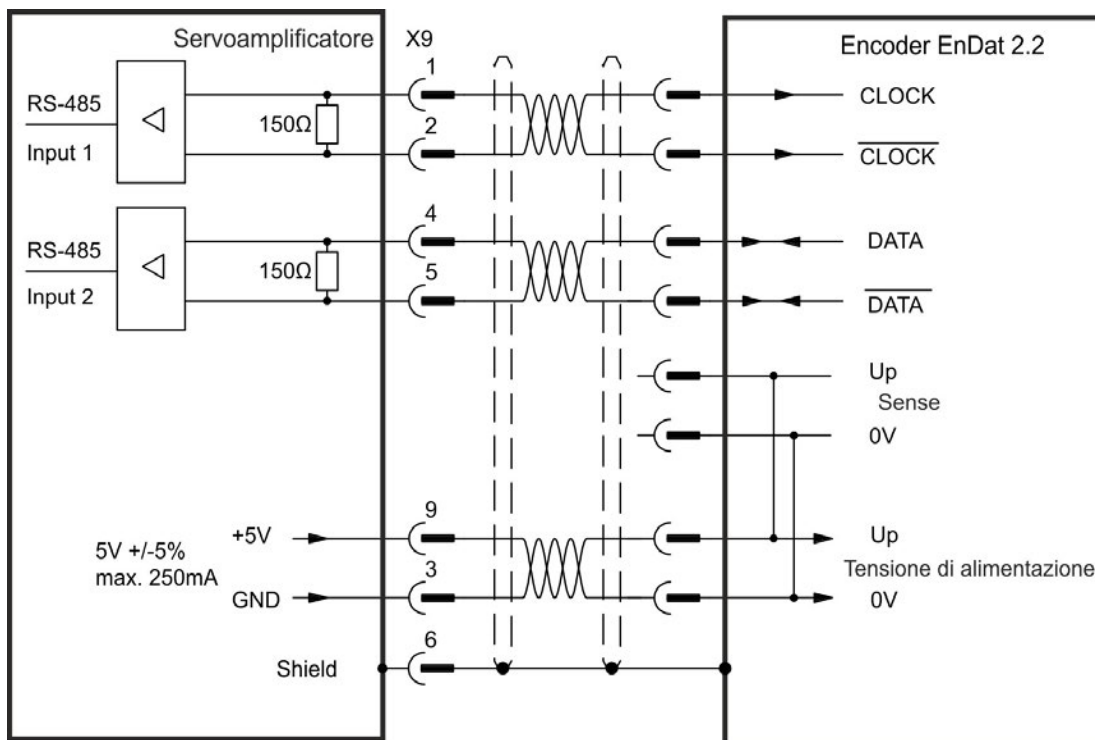 Servoamplificatore
X9
Encoder EnDat 2.2
RS-485
Input 1
150Ω
1
2
CLOCK
CLOCK
RS-485
Input 2
150Ω
4
5
DATA
DATA
Up
Sense
0V
5V +/-5%
max. 250mA
+5V
GND
9
3
Up
Tensione di alimentazione
0V
Shield
6